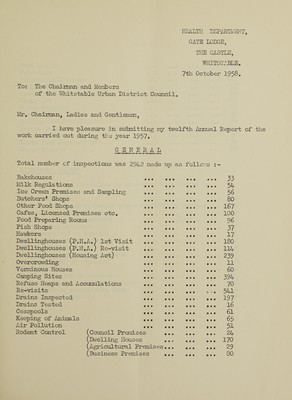 HEALTH DEPARTMENT,
GATE LODGE,
THE CASTLE,
WHITSTABLE.
7th October 1958.
To: The Chairman and Members
of the Whitstable Urban District Council.
Mr. Chairman, Ladies and Gentlemen,
I have pleasure in submitting my twelfth Annual Report of the
work carried out during the year 1957.
GENERAL
Total number of inspections was 2942 made up as follows :-
Bakehouses ... ... ... ... 33
Milk Regulations ... ... ... ... 54
Ice Cream Premises and Sampling ... ... ... ... 56
Butchers' Shops ... ... ... ... 80
Other Food Shops ... ... ... ... 167
Cafes, Licensed Premises etc. ... ... ... ... 100
Food Preparing Rooms ... ... ... ... 96
Fish Shops ... ... ... ... 37
Hawkers ... ... ... ... 17
Dwellinghouses (P.H.A.) 1st Visit ... ... ... ... 180
Dwellinghouses (P.H.A.) Re-visit ... ... ... ... 114
Dwellinghouses (Housing Act) ... ... ... ... 239
Overcrowding ... ... ... ... 11
Verminous Houses ... ... ... ... 60
Camping Sites ... ... ... ... 394
Refuse Heaps and Accumulations ... ... ... ... 70
Re-visits ... ... ... ... 541
Drains Inspected ... ... ... ... 197
Drains Tested ... ... ... ... 16
Cesspools ... ... ... ... 61
Keeping of Animals ... ... ... ... 65
Air Pollution ... ... ... ... 51
Rodent Control (Council Premises ... ... ... 24
(Dwelling Houses ... ... ... 170
(Agricultural Premises... ... ... 29
(Business Premises ... ... ... 80